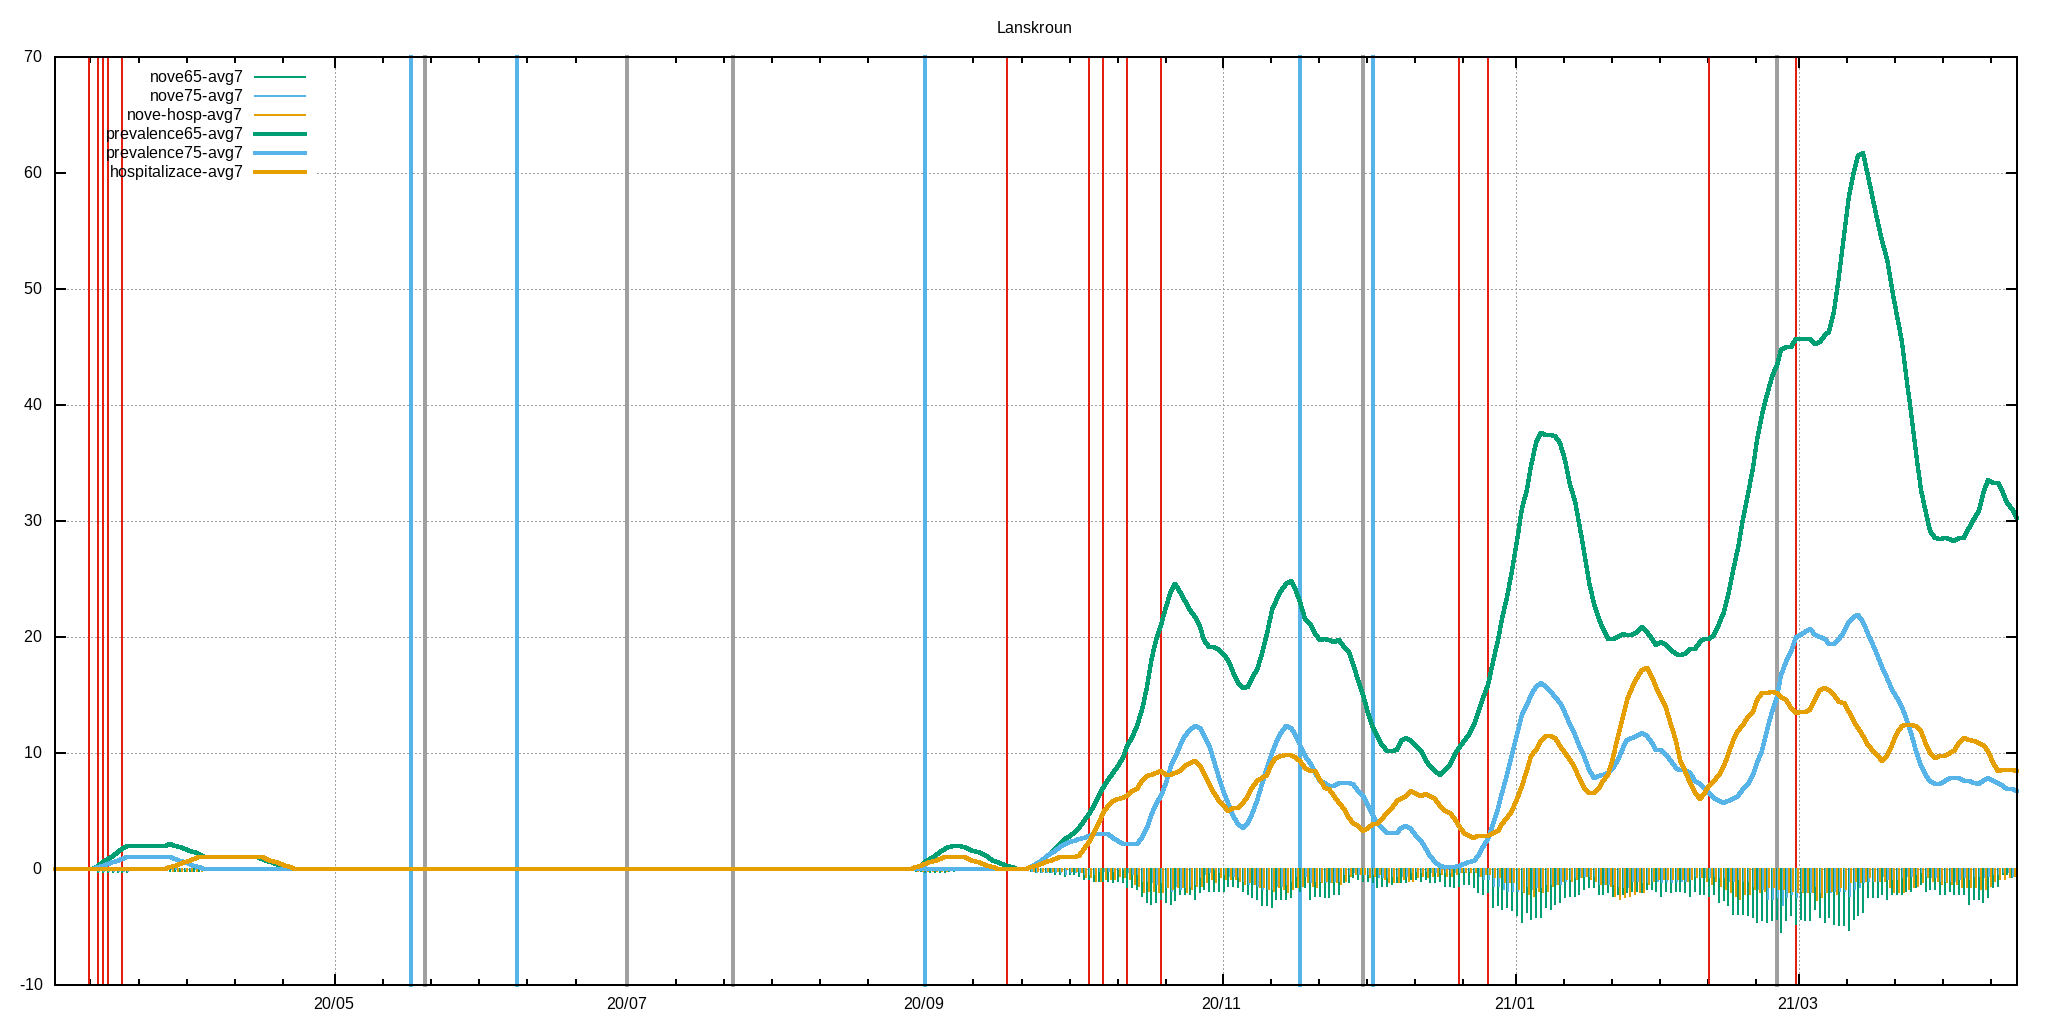 Lanskroun
70
60
50
40
30
20
10
0
-10
nove65-avg7
nove75-avg7
nove-hosp-avg7
prevalence65-avg7
prevalence75-avg7
hospitalizace-avg7
20/05
20/07
20/09
20/11
21/01
21/03